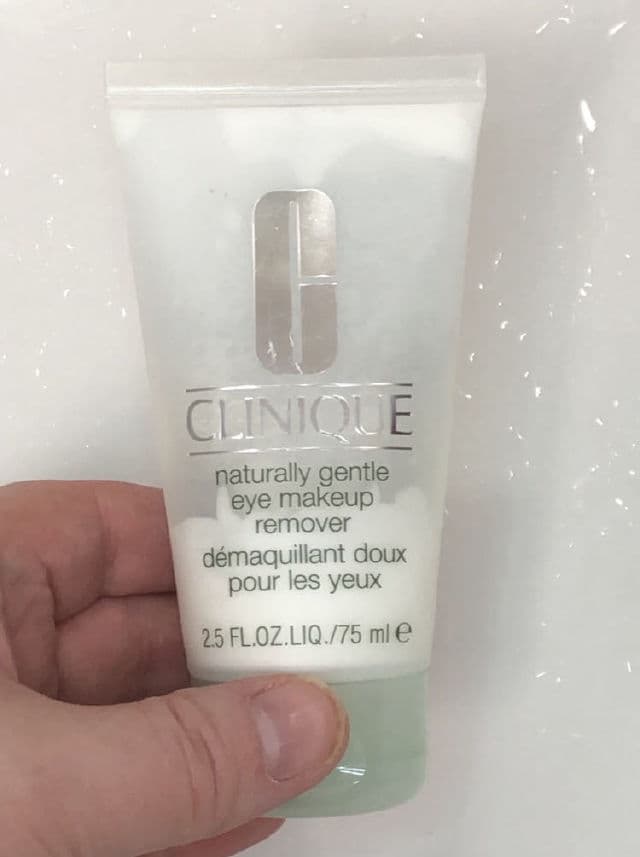 CLINIQUE
naturally gentle
eye makeup
remover
démaquillant doux
pour les yeux
2.5 FL.OZ.LIQ./75 ml ℮